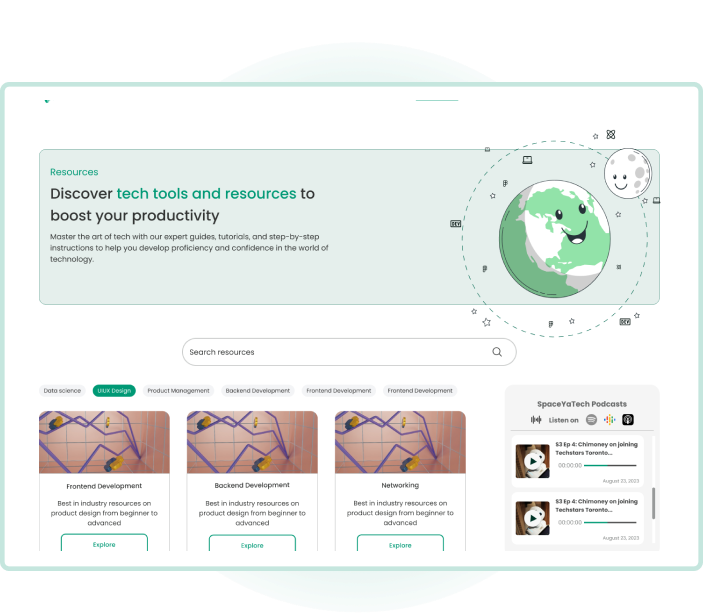 Resources
Discover tech tools and resources to
boost your productivity
Master the art of tech with our expert guides, tutorials, and step-by-step
instructions to help you develop proficiency and confidence in the world of
technology.
DEV
DEV
Search resources
Data science
UIUX Design
Product Management
Backend Development
Frontend Development
Frontend Development
Frontend Development
Best in industry resources on
product design from beginner to
advanced
Explore
Backend Development
Best in industry resources on
product design from beginner to
advanced
Explore
Networking
Best in industry resources on
product design from beginner to
advanced
Explore
SpaceYaTech Podcasts
Listen on
S3 Ep 4: Chimoney on joining
Techstars Toronto...
00:00:00
August 23, 2023
S3 Ep 4: Chimoney on joining
Techstars Toronto...
00:00:00
August 23, 2023